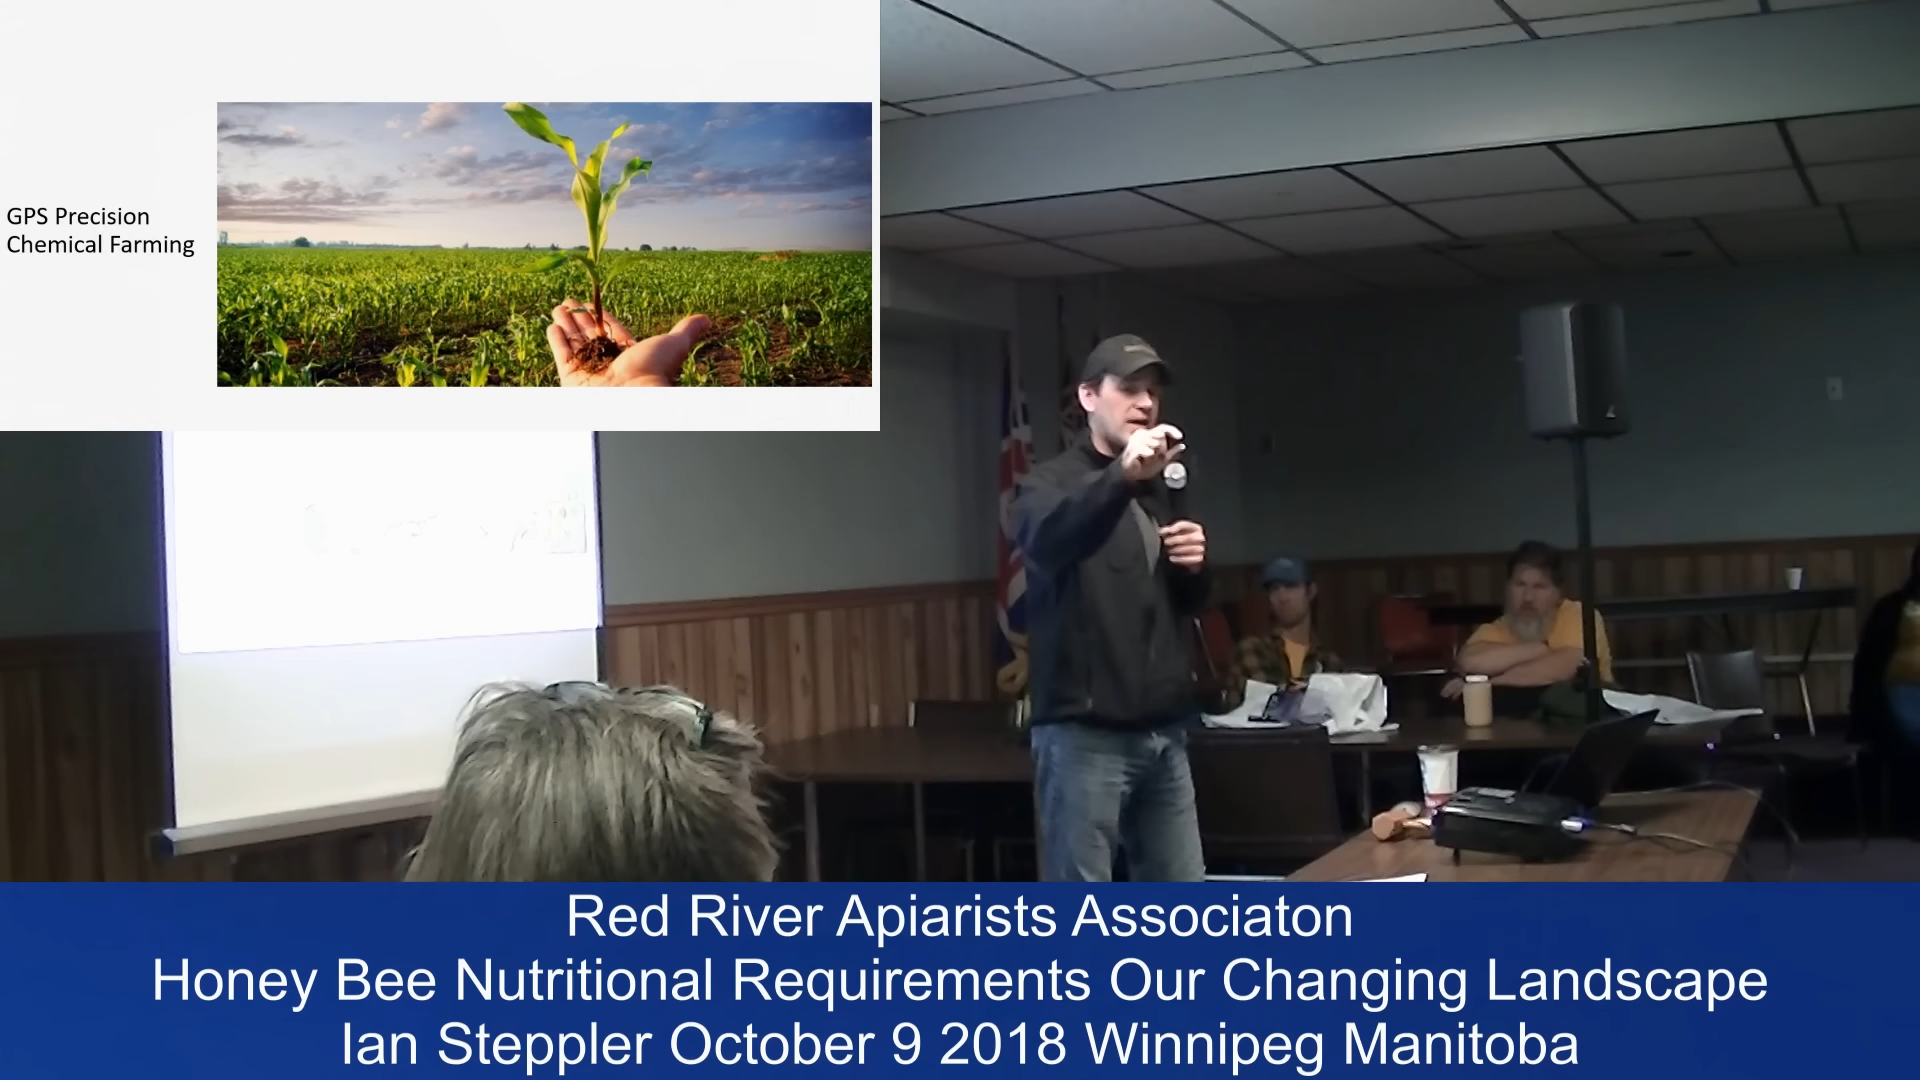 GPS Precision
Chemical Farming
Red River Apiarists Associaton
Honey Bee Nutritional Requirements Our Changing Landscape
Ian Steppler October 9 2018 Winnipeg Manitoba